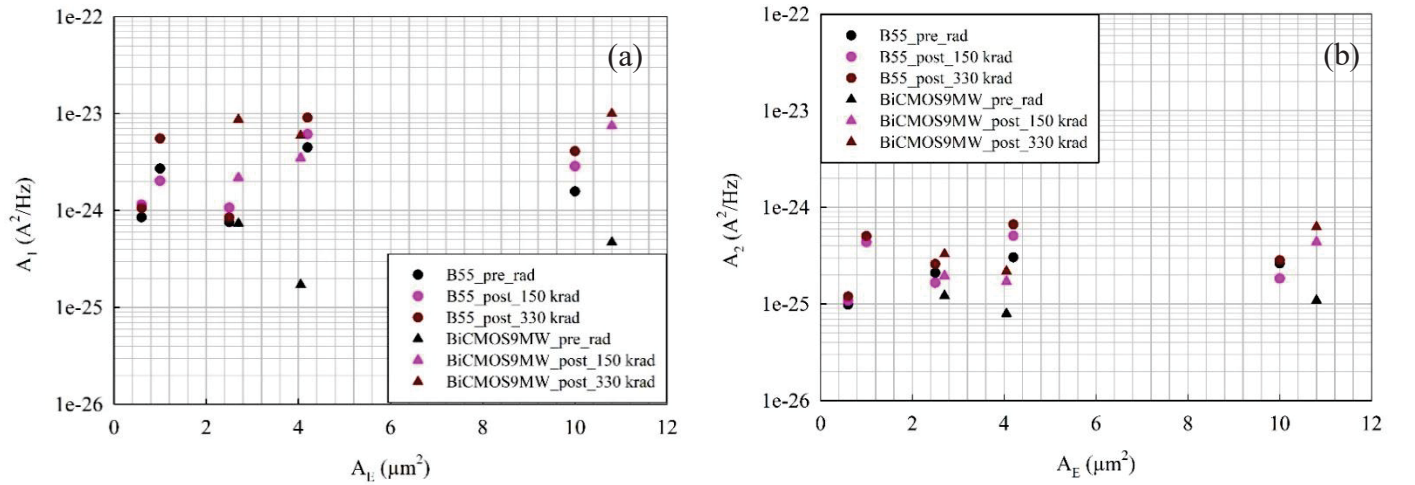 (a)
1e-22
1e-23
1e-24
1e-25
1e-26
A₁ (A²/Hz)
B55_pre_rad
B55_post_150 krad
B55_post_330 krad
BiCMOS9MW_pre_rad
BiCMOS9MW_post_150 krad
BiCMOS9MW_post_330 krad
0 2 4 6 8 10 12
A_E (µm²)
(b)
1e-22
1e-23
1e-24
1e-25
1e-26
A₂ (A²/Hz)
B55_pre_rad
B55_post_150 krad
B55_post_330 krad
BiCMOS9MW_pre_rad
BiCMOS9MW_post_150 krad
BiCMOS9MW_post_330 krad
0 2 4 6 8 10 12
A_E (µm²)